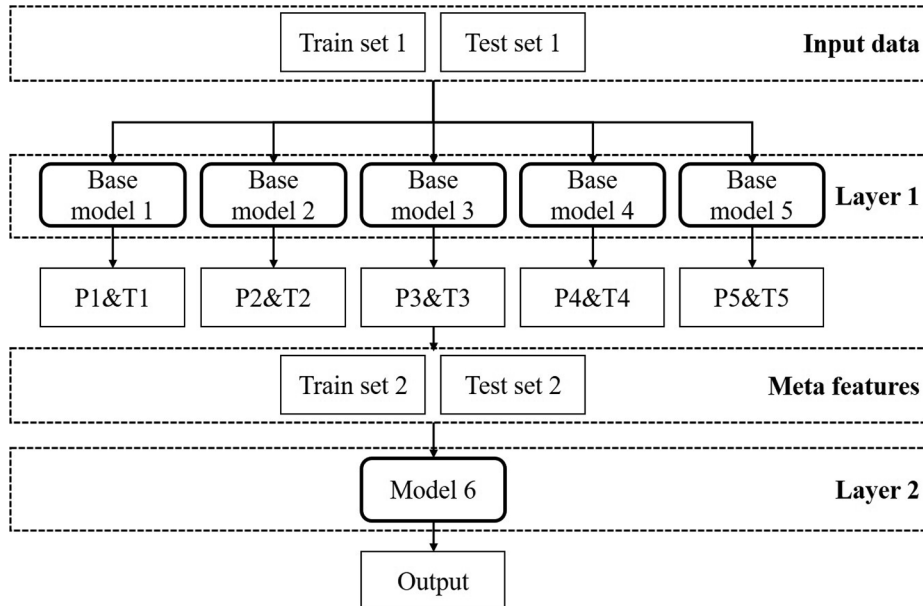 Train set 1
Test set 1
Input data
Base
model 1
Base
model 2
Base
model 3
Base
model 4
Base
model 5
Layer 1
P1&T1
P2&T2
P3&T3
P4&T4
P5&T5
Train set 2
Test set 2
Meta features
Model 6
Layer 2
Output